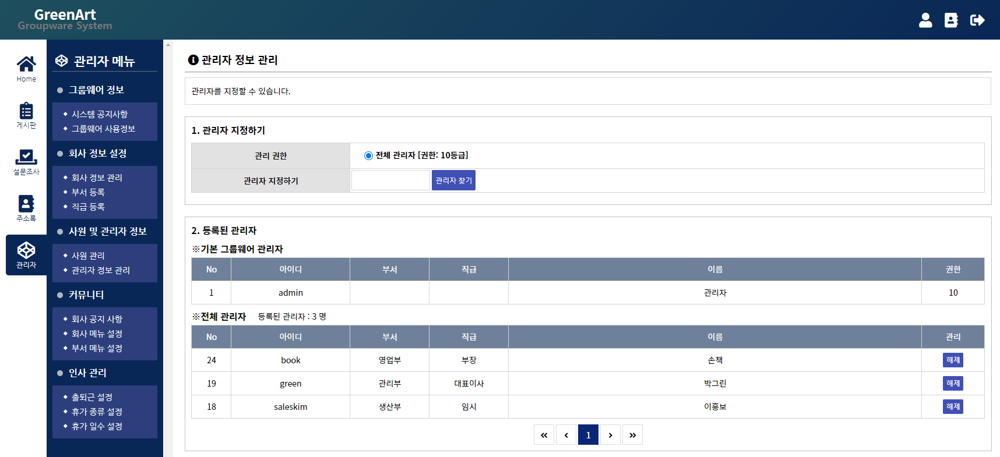 GreenArt
Groupware System
Home
게시판
설문조사
주소록
관리자
관리자 메뉴
그룹웨어 정보
시스템 공지사항
그룹웨어 사용정보
회사 정보 설정
회사 정보 관리
부서 등록
직급 등록
사원 및 관리자 정보
사원 관리
관리자 정보 관리
커뮤니티
회사 공지 사항
회사 메뉴 설정
부서 메뉴 설정
인사 관리
출퇴근 설정
휴가 종류 설정
휴가 일수 설정
관리자 정보 관리
관리자를 지정할 수 있습니다.
1. 관리자 지정하기
관리 권한 전체 관리자 [권한: 10등급]
관리자 지정하기 관리자 찾기
2. 등록된 관리자
※기본 그룹웨어 관리자
No 아이디 부서 직급 이름 권한
1 admin 관리자 10
※전체 관리자 등록된 관리자 : 3 명
No 아이디 부서 직급 이름 관리
24 book 영업부 부장 손책 해제
19 green 관리부 대표이사 박그린 해제
18 saleskim 생산부 임시 이홍보 해제
« ‹ 1 › »